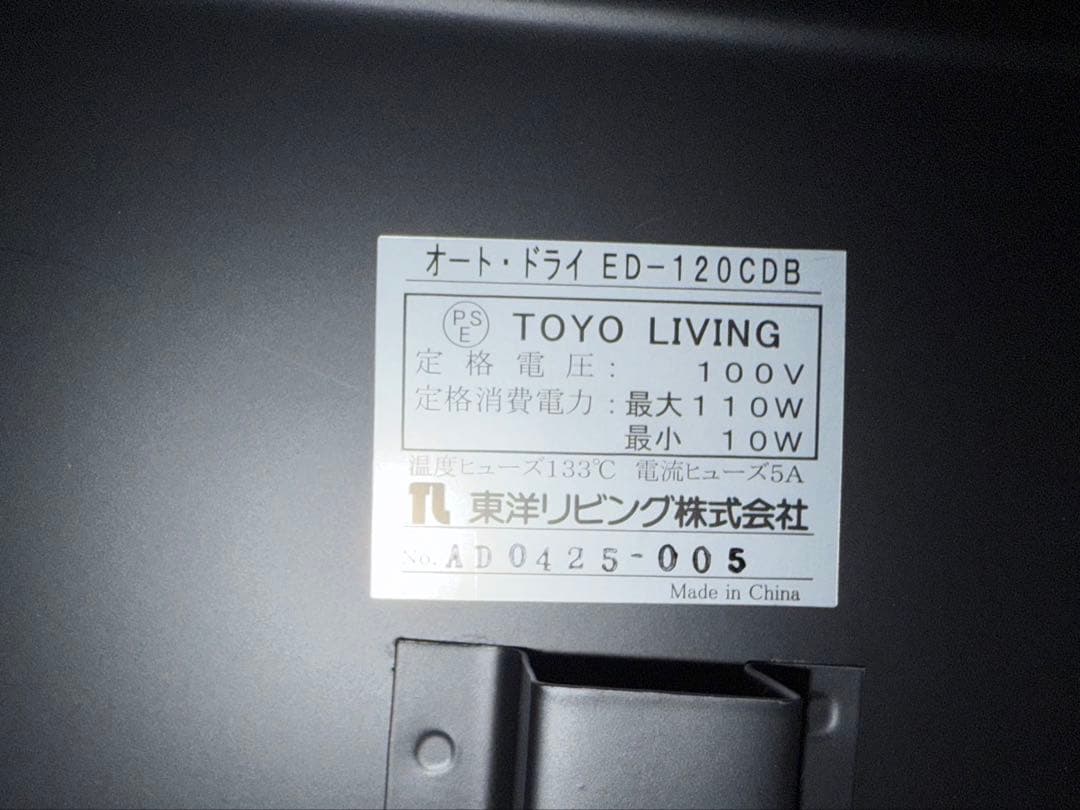 オート・ドライ ED-120CDB
PSE TOYO LIVING
定格電圧: 100V
定格消費電力:最大110W
最小 10W
温度ヒューズ133℃ 電流ヒューズ5A
TL 東洋リビング株式会社
No. AD0425-005
Made in China